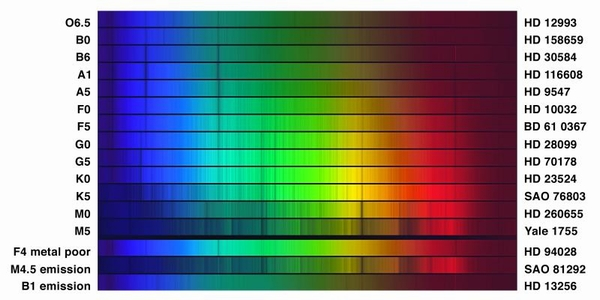 O6.5 HD 12993
B0 HD 158659
B6 HD 30584
A1 HD 116608
A5 HD 9547
F0 HD 10032
F5 BD 61 0367
G0 HD 28099
G5 HD 70178
K0 HD 23524
K5 SAO 76803
M0 HD 260655
M5 Yale 1755
F4 metal poor HD 94028
M4.5 emission SAO 81292
B1 emission HD 13256